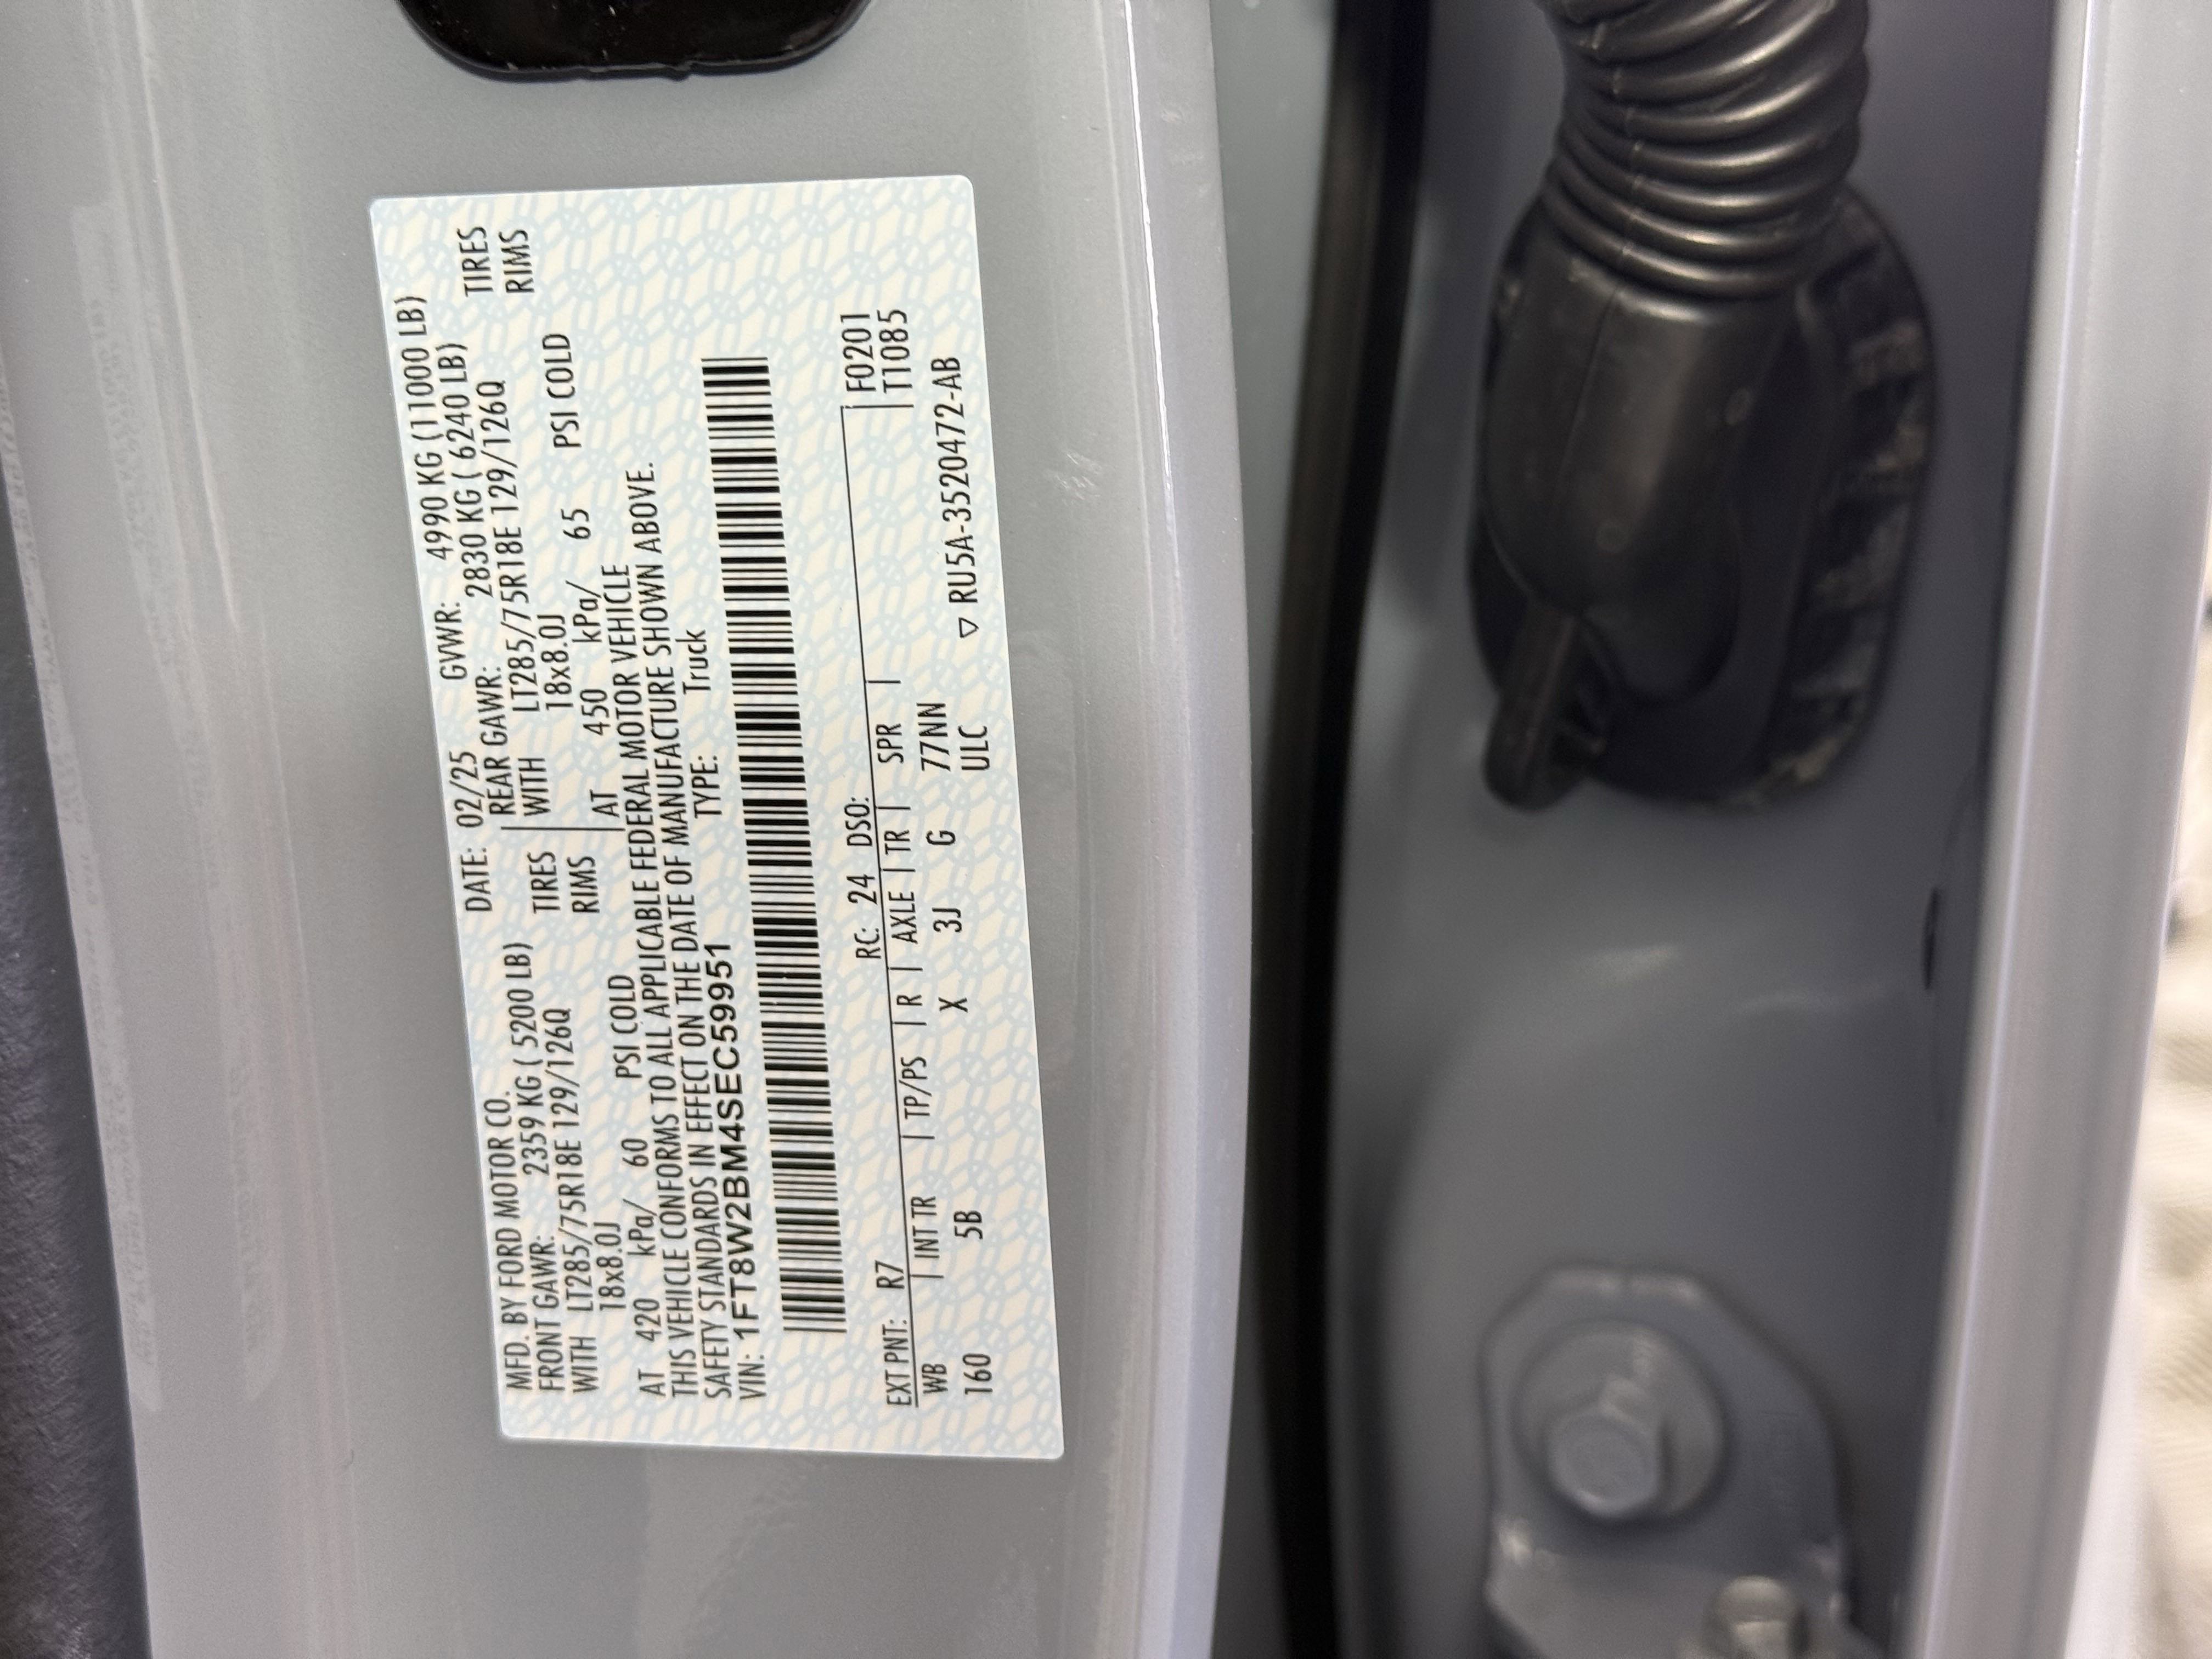 MFD. BY FORD MOTOR CO. DATE: 02/25 GVWR: 4990 KG (11000 LB)
FRONT GAWR: 2359 KG ( 5200 LB) REAR GAWR: 2830 KG ( 6240 LB)
WITH LT285/75R18E 129/126Q TIRES WITH LT285/75R18E 129/126Q TIRES
18x8.0J RIMS 18x8.0J RIMS
AT 420 kPa/ 60 PSI COLD AT 450 kPa/ 65 PSI COLD
THIS VEHICLE CONFORMS TO ALL APPLICABLE FEDERAL MOTOR VEHICLE
SAFETY STANDARDS IN EFFECT ON THE DATE OF MANUFACTURE SHOWN ABOVE.
VIN: 1FT8W2BM4SEC59951 TYPE: Truck
EXT PNT: R7 RC: 24 DSO: F0201
WB INT TR TP/PS R AXLE TR SPR T1085
160 5B X 3J G 77NN
ULC ▽ RU5A-3520472-AB